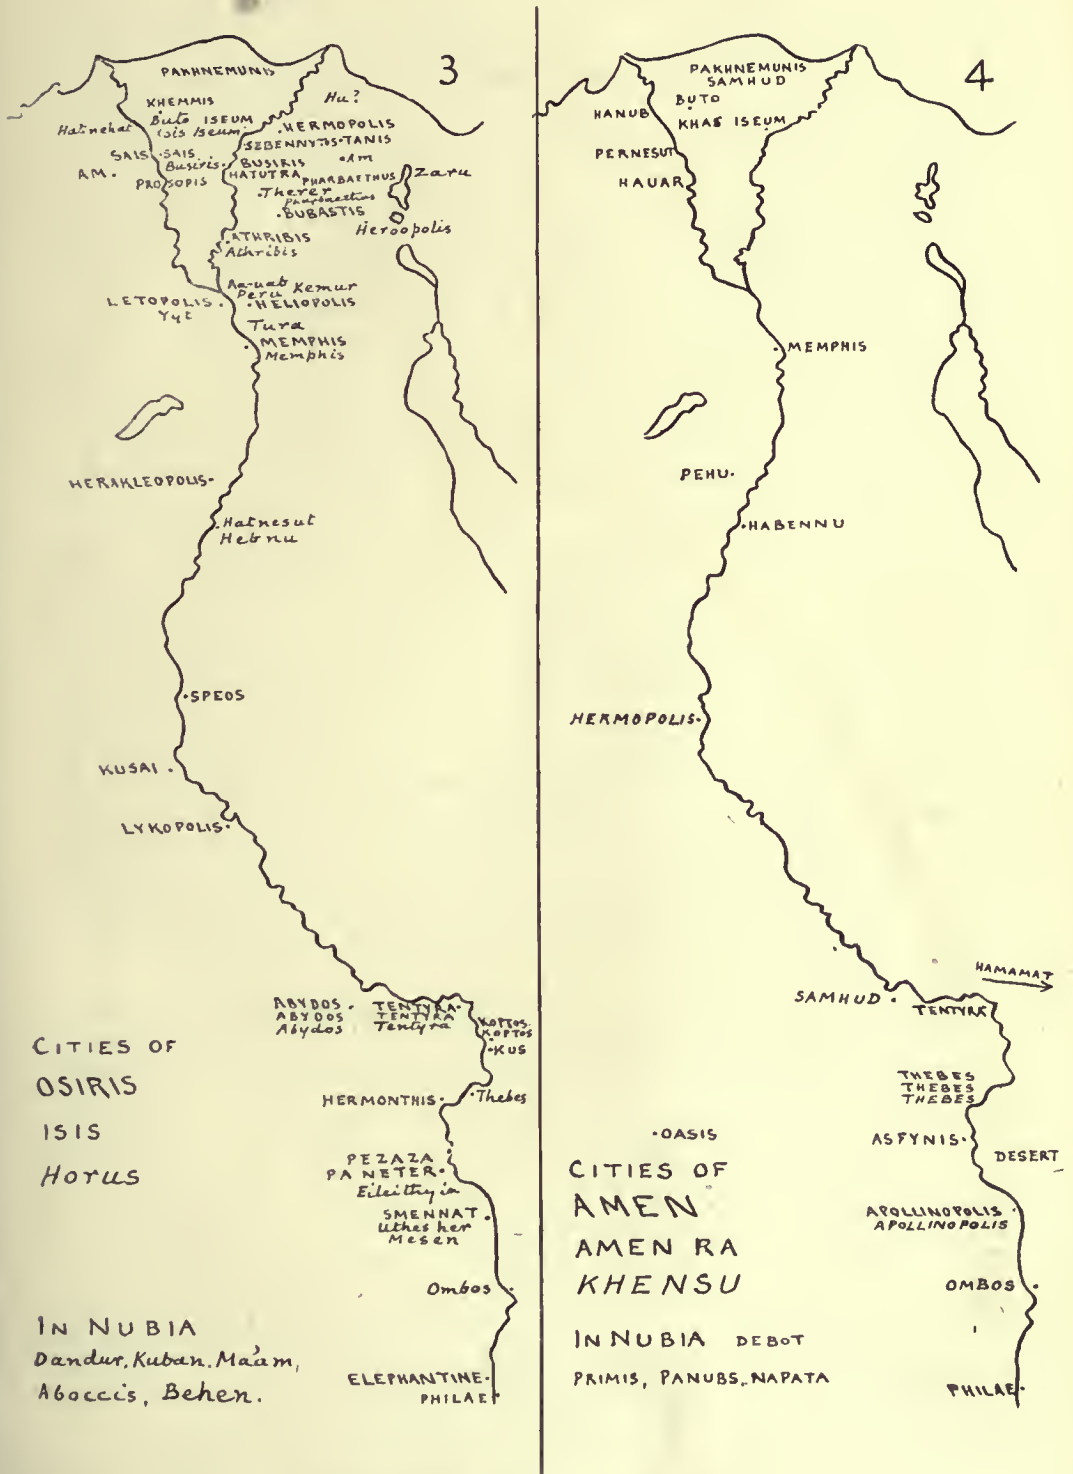 3
PAKHNEMUNIS
KHEMMIS
Hu?
Buto ISEUM
Hatnehat
Isis Iseum
HERMOPOLIS
SEBENNYTOS TANIS
SAIS SAIS
Am
Busiris BUSIRIS
AM.
HATUTRA
PROSOPIS
PHARBAETHUS
Zaru
Therer
Pharbaethus
BUBASTIS
Heroopolis
ATHRIBIS
Athribis
Aa-uab Kemur
Peru
LETOPOLIS
HELIOPOLIS
Tura
MEMPHIS
Memphis
HERAKLEOPOLIS
Hatnesut
Hebnu
SPEOS
KUSAI
LYKOPOLIS
ABYDOS TENTYRA
ABYDOS TENTYRA
Abydos Tentyra
KOPTOS
KOPTOS
KUS
CITIES OF
OSIRIS
ISIS
HORUS
HERMONTHIS
Thebes
PEZAZA
PA NETER
Eileithyia
SMENNAT
Uthes her
Mesen
Ombos
IN NUBIA
Dandur, Kuban. Ma'am,
Aboccis, Behen.
ELEPHANTINE
PHILAE
4
PAKHNEMUNIS
SAMHUD
BUTO
HANUB
KHAS ISEUM
PERNESUT
HAUAR
MEMPHIS
PEHU
HABENNU
HERMOPOLIS
HAMAMAT
SAMHUD
TENTYRA
THEBES
THEBES
THEBES
OASIS
ASFYNIS
DESERT
CITIES OF
AMEN
AMEN RA
KHENSU
APOLLINOPOLIS
APOLLINOPOLIS
OMBOS
IN NUBIA DEBOT
PRIMIS, PANUBS, NAPATA
PHILAE